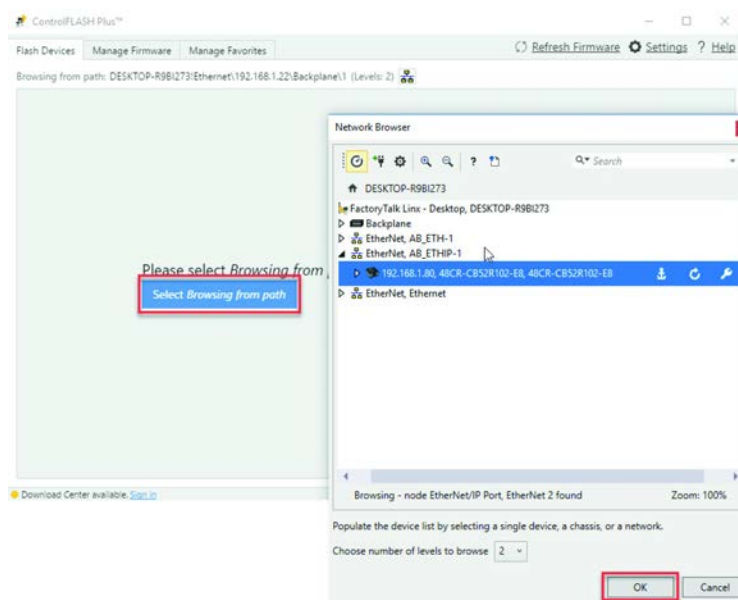 ControlFLASH Plus™
Flash Devices Manage Firmware Manage Favorites Refresh Firmware Settings ? Help
Browsing from path: DESKTOP-R9BI273!Ethernet\192.168.1.22\Backplane\1 (Levels: 2)
Network Browser
Search
DESKTOP-R9BI273
FactoryTalk Linx - Desktop, DESKTOP-R9BI273
Backplane
EtherNet, AB_ETH-1
EtherNet, AB_ETHIP-1
192.168.1.80, 48CR-CB52R102-E8, 48CR-CB52R102-E8
EtherNet, Ethernet
Please select Browsing from
Select Browsing from path
Download Center available. Sign in
Browsing - node EtherNet/IP Port, EtherNet 2 found Zoom: 100%
Populate the device list by selecting a single device, a chassis, or a network.
Choose number of levels to browse 2
OK Cancel